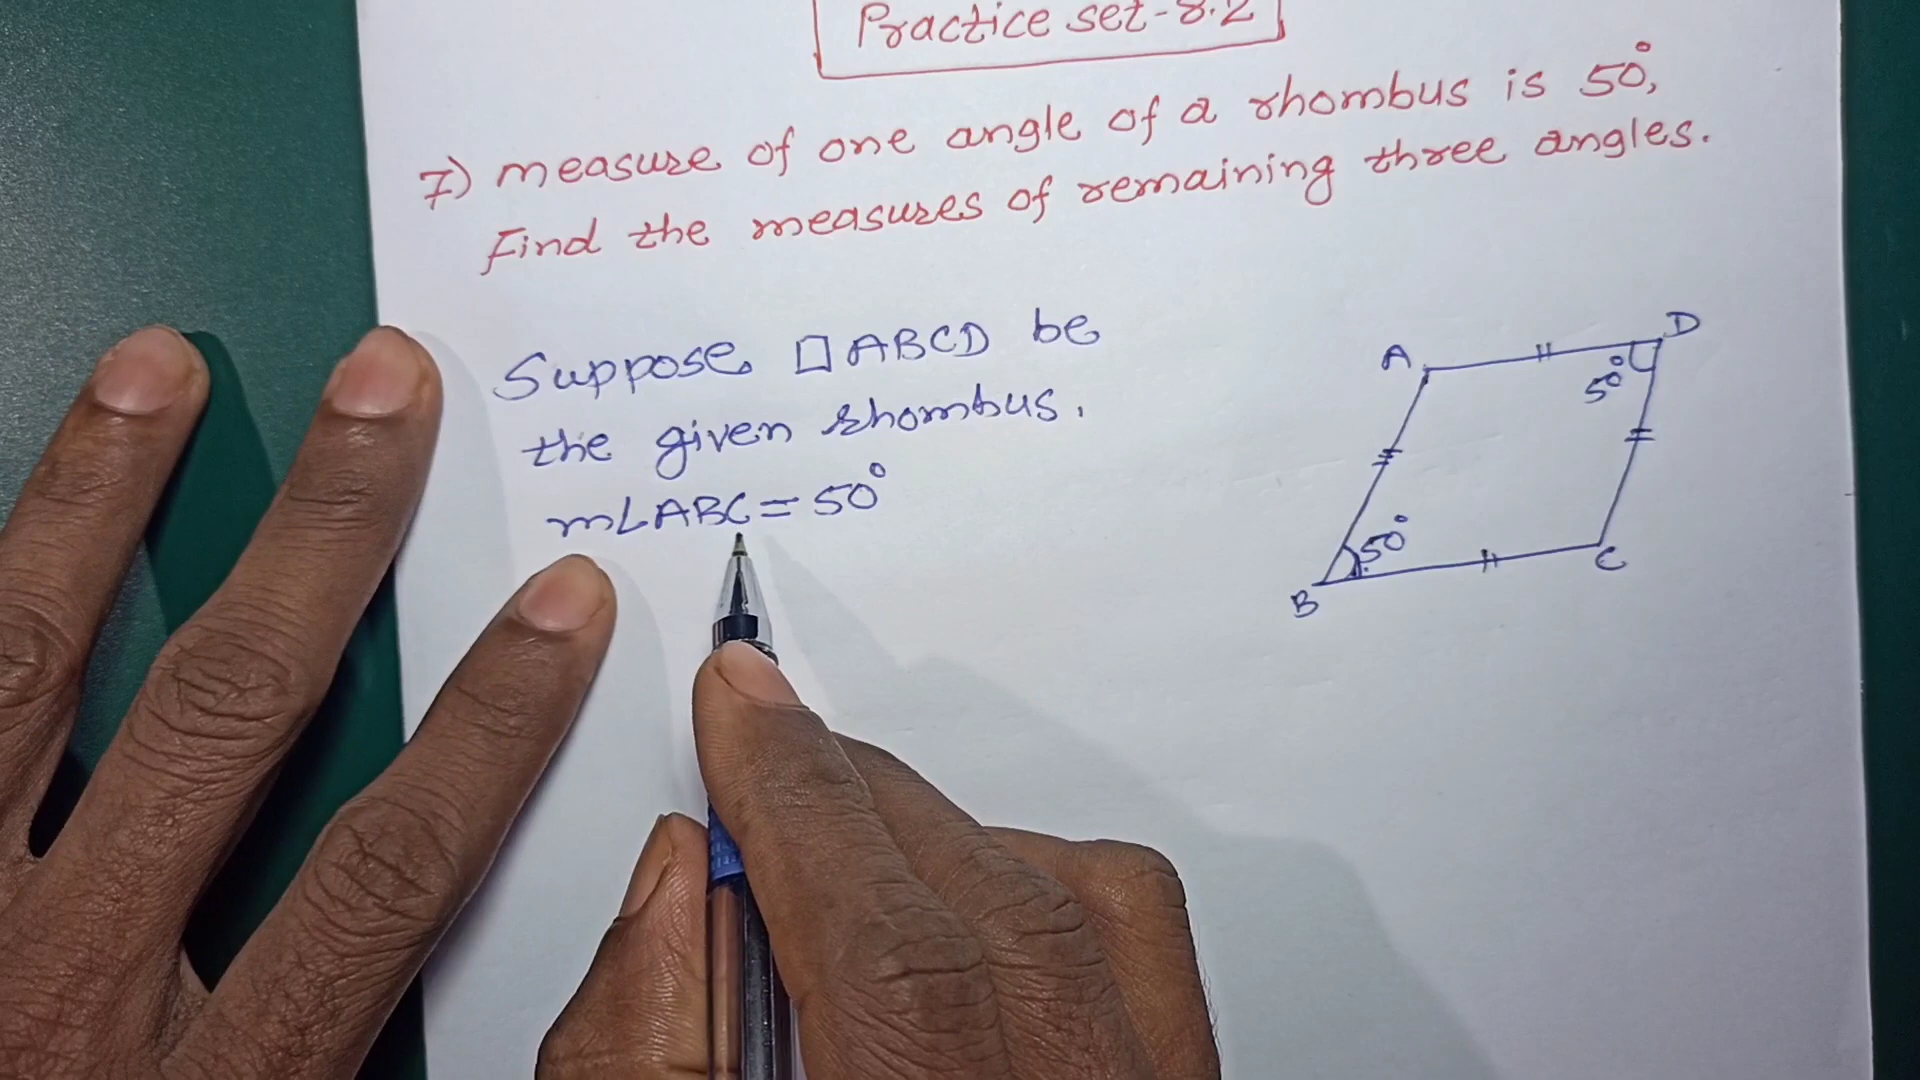 Practice set-8.2
7) measure of one angle of a rhombus is 50°,
Find the measures of remaining three angles.
Suppose □ABCD be
the given rhombus.
m∠ABC = 50°
A
D
50°
50°
B
C